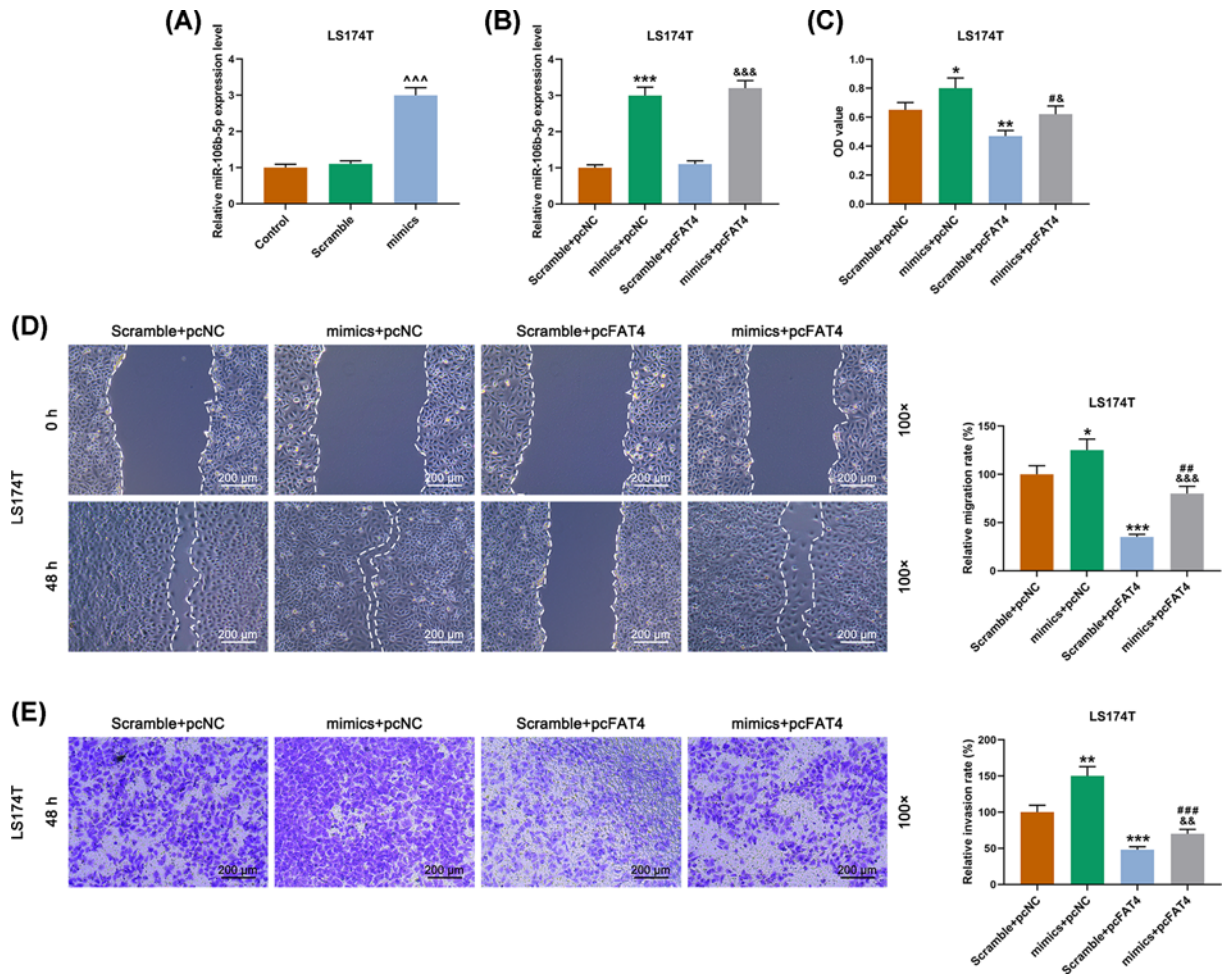 (A)
LS174T
Relative miR-106b-5p expression level
4
3
2
1
0
^^^
Control
Scramble
mimics
(B)
LS174T
Relative miR-106b-5p expression level
4
3
2
1
0
***
&&&
Scramble+pcNC
mimics+pcNC
Scramble+pcFAT4
mimics+pcFAT4
(C)
LS174T
OD value
1.0
0.8
0.6
0.4
0.2
0.0
*
**
#&
Scramble+pcNC
mimics+pcNC
Scramble+pcFAT4
mimics+pcFAT4
(D)
Scramble+pcNC
mimics+pcNC
Scramble+pcFAT4
mimics+pcFAT4
LS174T
0 h
200 µm
200 µm
200 µm
200 µm
100×
48 h
200 µm
200 µm
200 µm
200 µm
100×
LS174T
Relative migration rate (%)
150
100
50
0
*
***
##
&&&
Scramble+pcNC
mimics+pcNC
Scramble+pcFAT4
mimics+pcFAT4
(E)
Scramble+pcNC
mimics+pcNC
Scramble+pcFAT4
mimics+pcFAT4
LS174T
48 h
200 µm
200 µm
200 µm
200 µm
100×
LS174T
Relative invasion rate (%)
200
150
100
50
0
**
***
###
&&
Scramble+pcNC
mimics+pcNC
Scramble+pcFAT4
mimics+pcFAT4